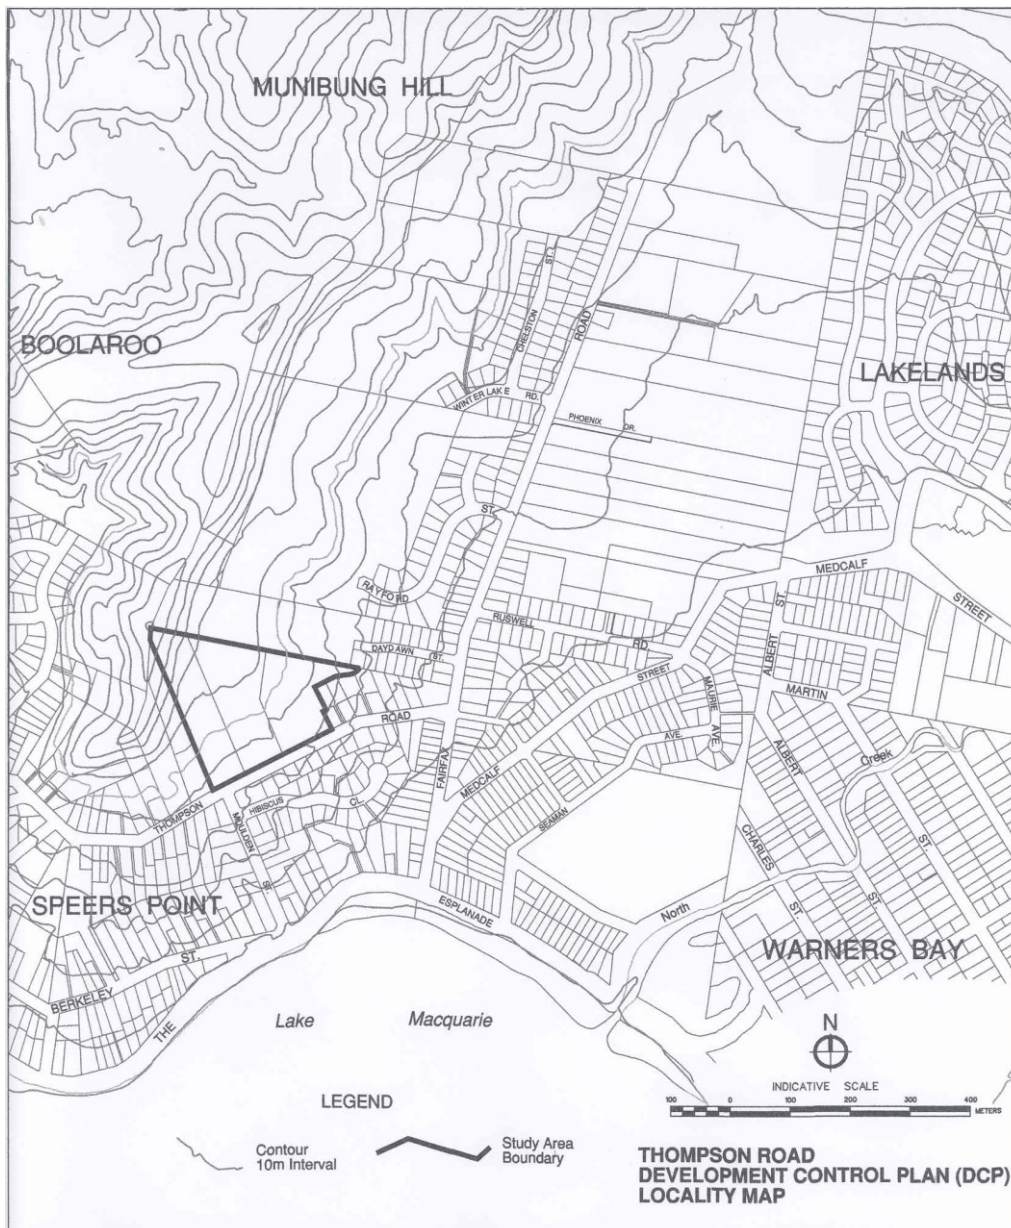 MUNIBUNG HILL
BOOLAROO
LAKELANDS
CHELSTON ST.
ROAD
WINTER LAKE RD.
PHOENIX DR.
ST.
RAYFORD
MEDCALF
STREET
RUSWELL
RD.
DAYDAWN ST.
ALBERT ST.
STREET
MAURIE AVE
MARTIN
ROAD
FAIRFAX
MEDCALF
AVE.
ALBERT
Creek
THOMPSON
HIBISCUS
CL.
MOULDEN
ST.
SEAMAN
CHARLES
ST.
ST.
ST.
SPEERS POINT
ESPLANADE
North
WARNERS BAY
BERKELEY
ST.
THE
Lake Macquarie
N
INDICATIVE SCALE
100 0 100 200 300 400
METERS
LEGEND
Contour
10m Interval
Study Area
Boundary
THOMPSON ROAD
DEVELOPMENT CONTROL PLAN (DCP)
LOCALITY MAP